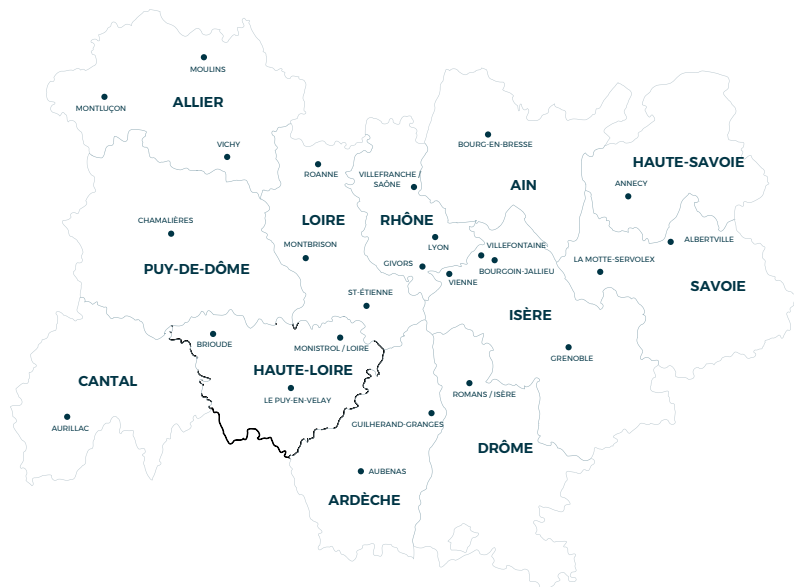 MOULINS
MONTLUÇON
ALLIER
VICHY
BOURG-EN-BRESSE
HAUTE-SAVOIE
ROANNE
VILLEFRANCHE /
SAÔNE
AIN
ANNECY
CHAMALIÈRES
LOIRE
RHÔNE
MONTBRISON
LYON
VILLEFONTAINE
ALBERTVILLE
PUY-DE-DÔME
GIVORS
BOURGOIN-JALLIEU
LA MOTTE-SERVOLEX
VIENNE
SAVOIE
ST-ÉTIENNE
ISÈRE
BRIOUDE
MONISTROL / LOIRE
GRENOBLE
HAUTE-LOIRE
CANTAL
LE PUY-EN-VELAY
ROMANS / ISÈRE
AURILLAC
GUILHERAND-GRANGES
DRÔME
AUBENAS
ARDÈCHE